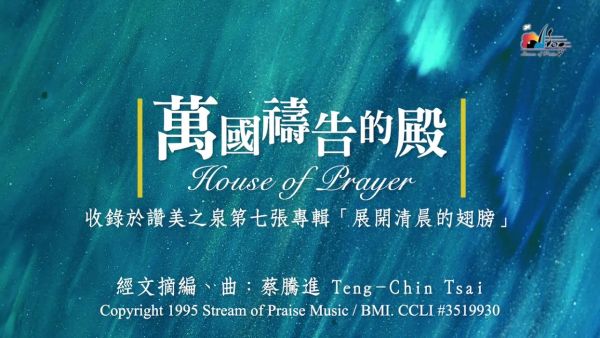 萬國禱告的殿
House of Prayer
收錄於讚美之泉第七張專輯「展開清晨的翅膀」
經文摘編、曲：蔡騰進 Teng-Chin Tsai
Copyright 1995 Stream of Praise Music / BMI. CCLI #3519930